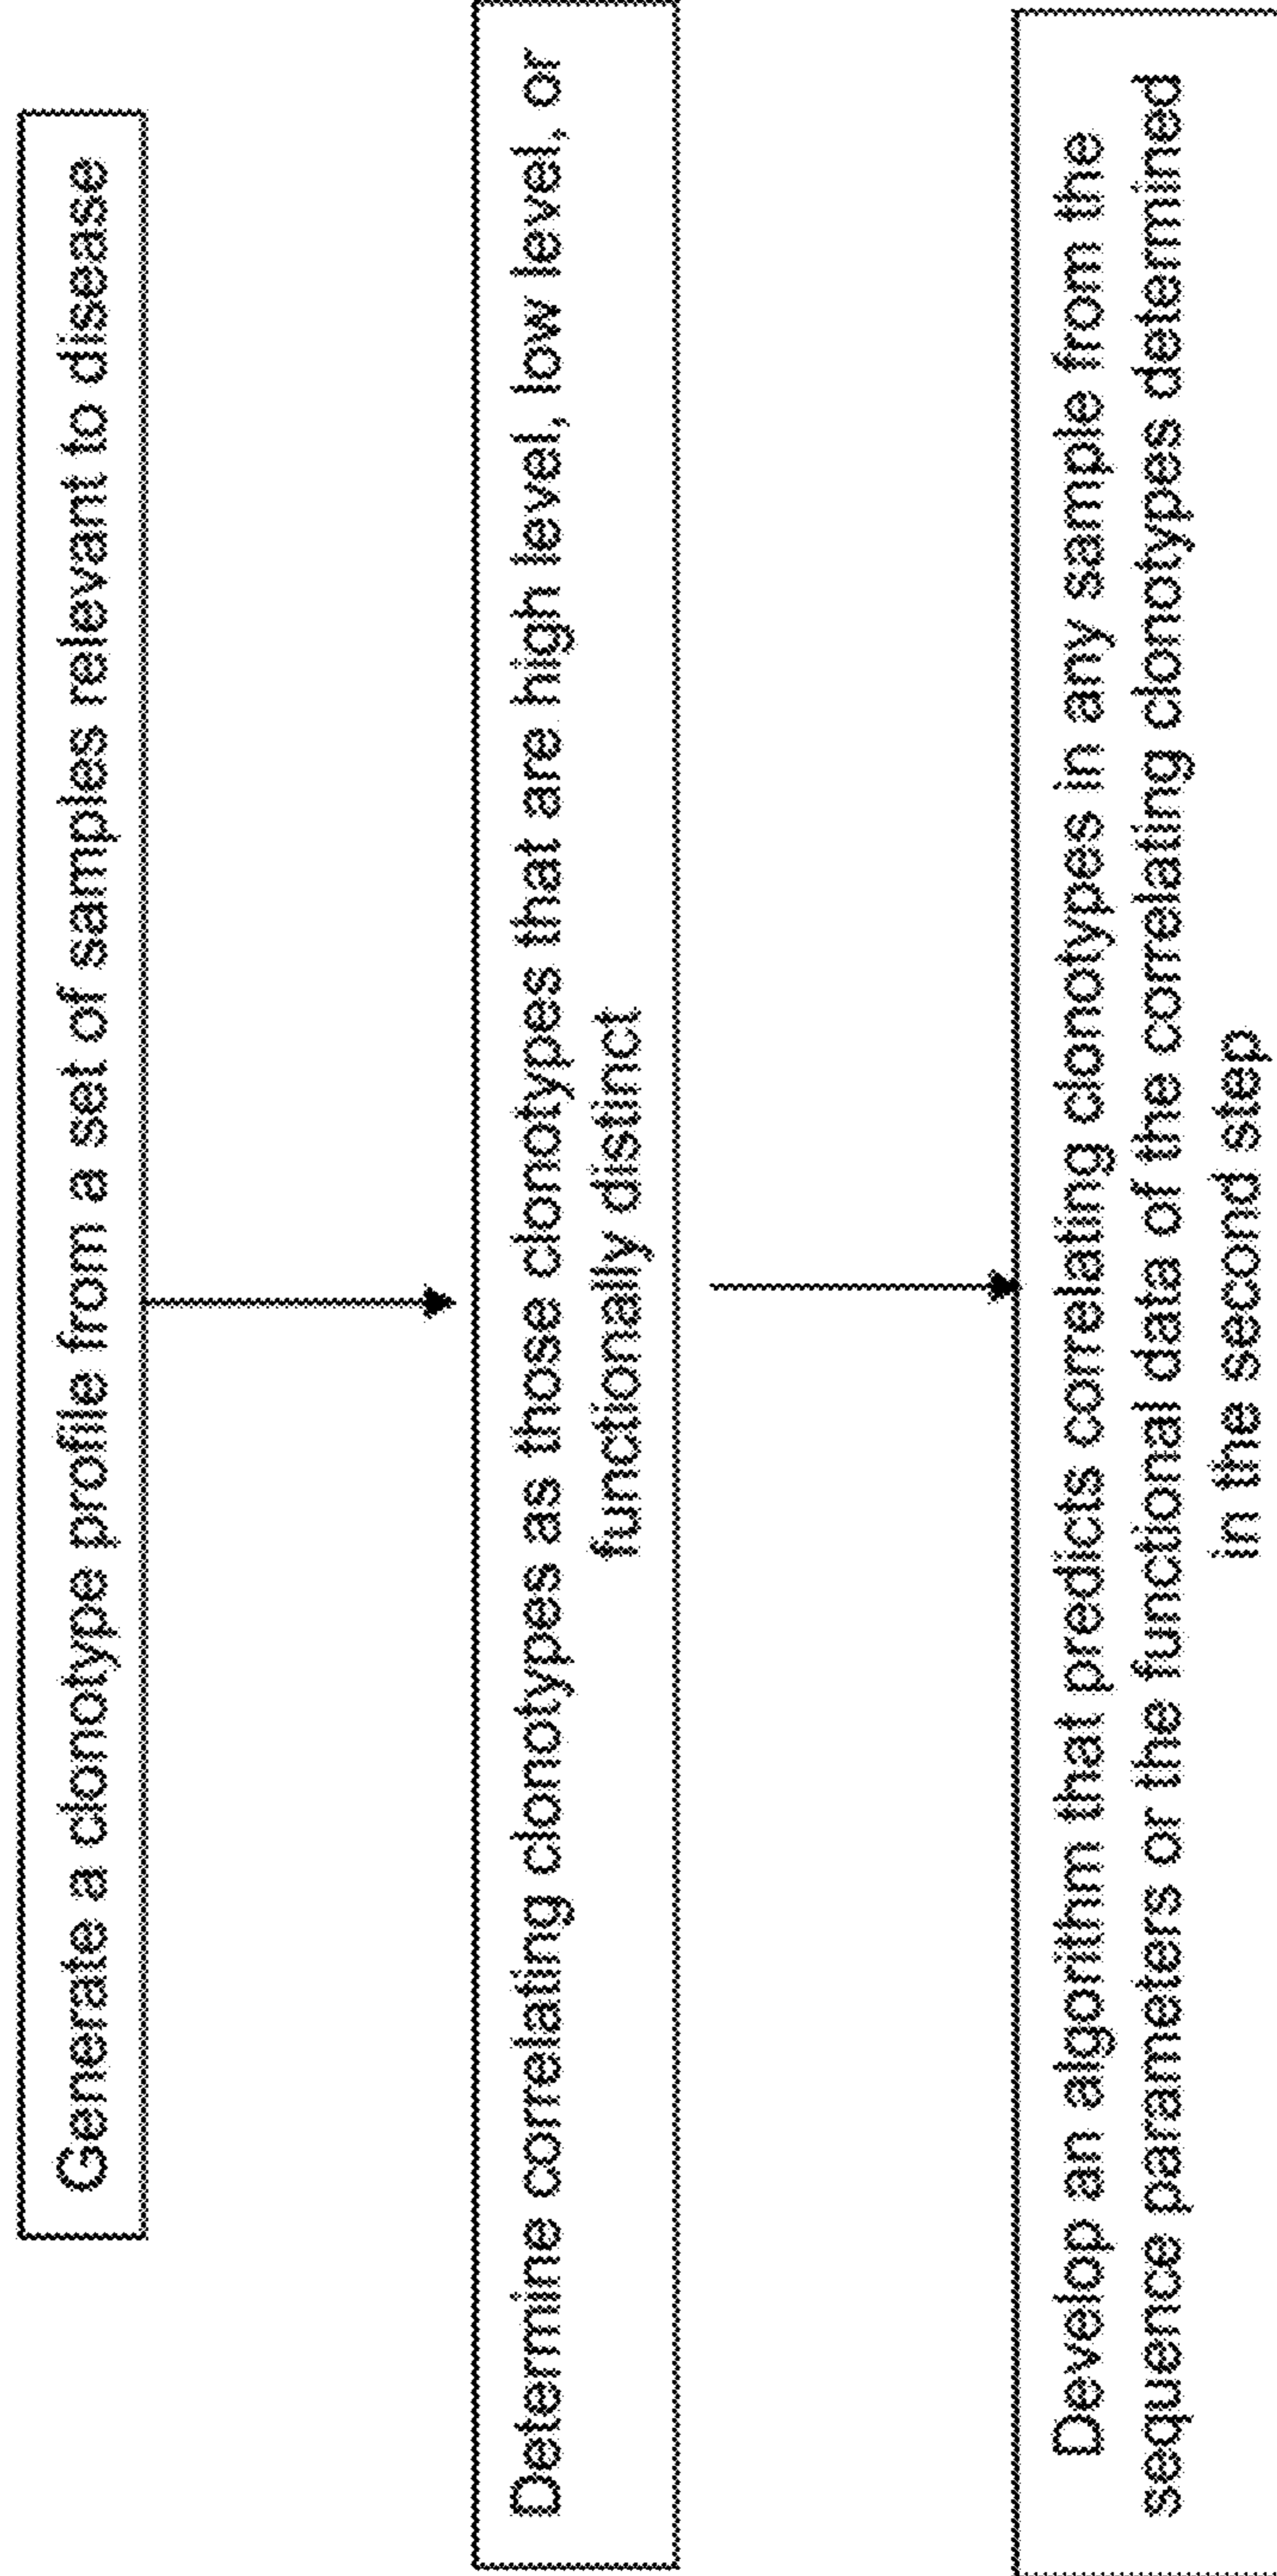 Generate a clonotype profile from a set of samples relevant to disease
Determine correlating clonotypes as those clonotypes that are high level, low level, or
functionally distinct
Develop an algorithm that predicts correlating clonotypes in any sample from the
sequence parameters or the functional data of the correlating clonotypes determined
in the second step